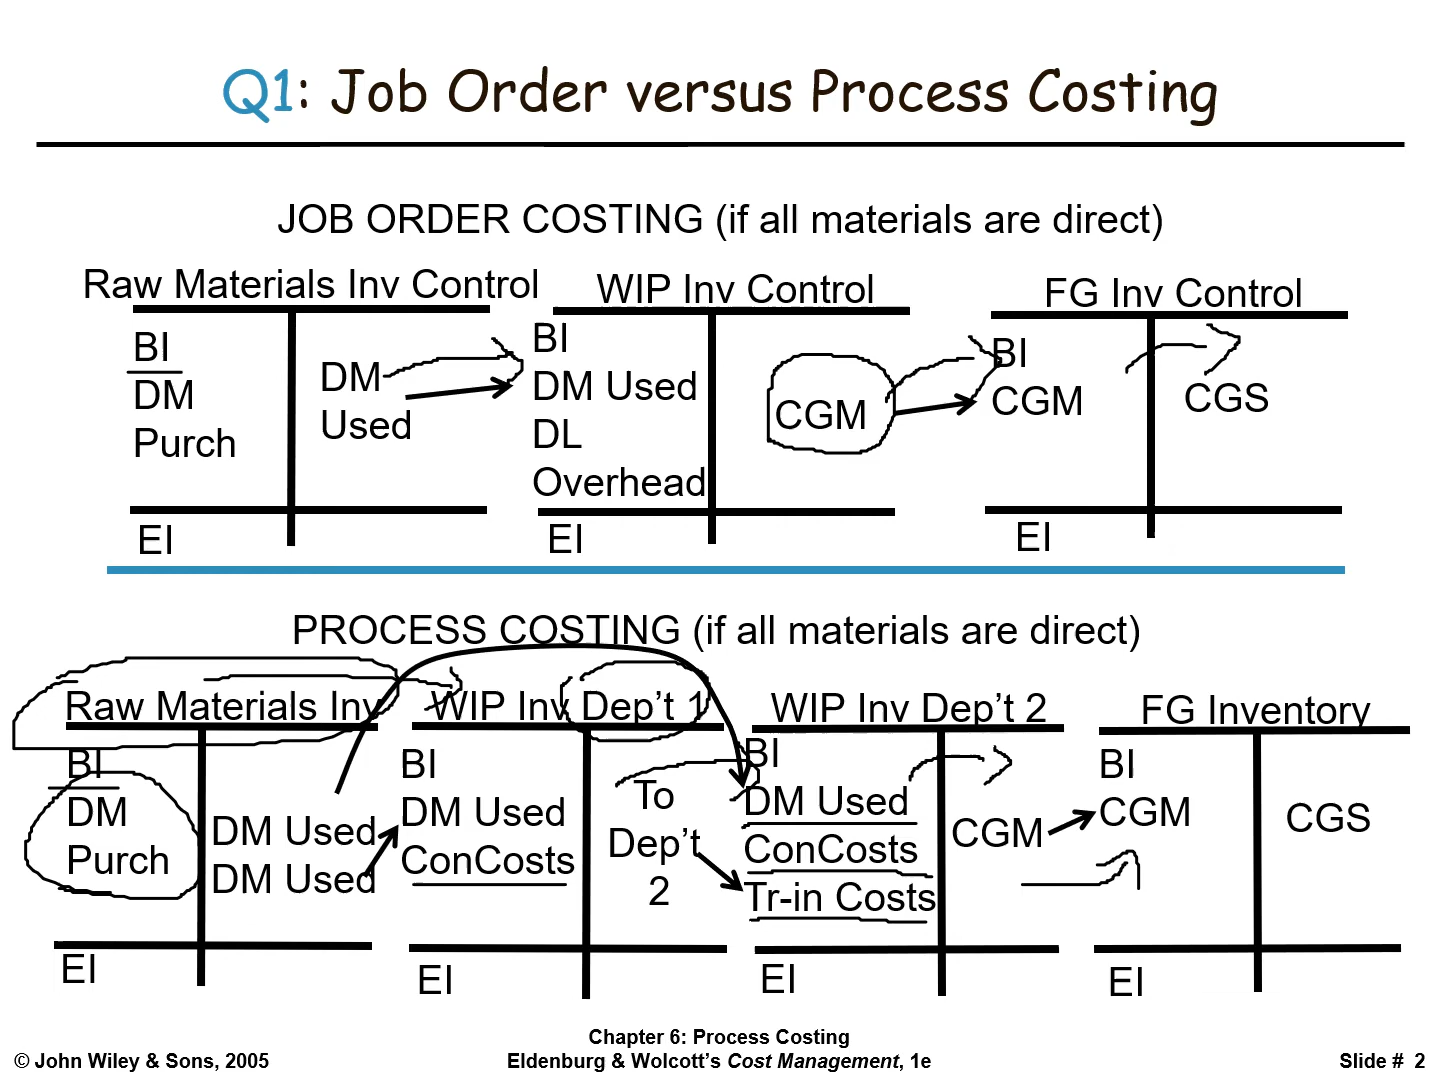 Q1: Job Order versus Process Costing
JOB ORDER COSTING (if all materials are direct)
Raw Materials Inv Control
BI
DM
Purch
DM
Used
EI
WIP Inv Control
BI
DM Used
DL
Overhead
CGM
EI
FG Inv Control
BI
CGM
CGS
EI
PROCESS COSTING (if all materials are direct)
Raw Materials Inv
BI
DM
Purch
DM Used
DM Used
EI
WIP Inv Dep’t 1
BI
DM Used
ConCosts
To
Dep’t
2
EI
WIP Inv Dep’t 2
BI
DM Used
ConCosts
Tr-in Costs
CGM
EI
FG Inventory
BI
CGM
CGS
EI
© John Wiley & Sons, 2005
Chapter 6: Process Costing
Eldenburg & Wolcott’s Cost Management, 1e
Slide # 2